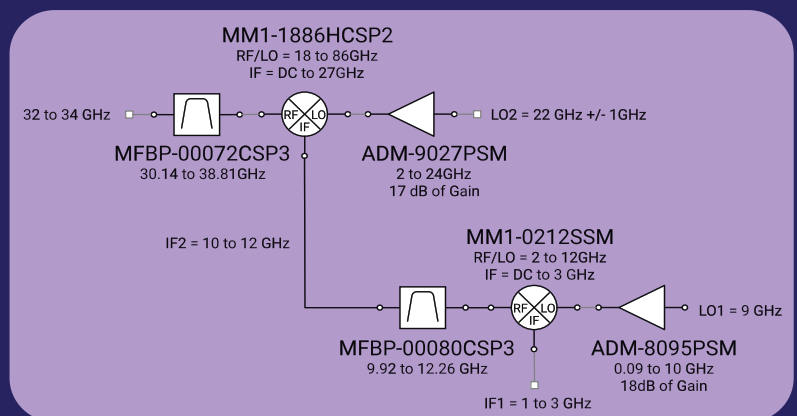 MM1-1886HCSP2
RF/LO = 18 to 86GHz
IF = DC to 27GHz
32 to 34 GHz
RF
LO
IF
LO2 = 22 GHz +/- 1GHz
MFBP-00072CSP3
30.14 to 38.81GHz
ADM-9027PSM
2 to 24GHz
17 dB of Gain
IF2 = 10 to 12 GHz
MM1-0212SSM
RF/LO = 2 to 12GHz
IF = DC to 3 GHz
RF
LO
IF
LO1 = 9 GHz
MFBP-00080CSP3
9.92 to 12.26 GHz
ADM-8095PSM
0.09 to 10 GHz
18dB of Gain
IF1 = 1 to 3 GHz